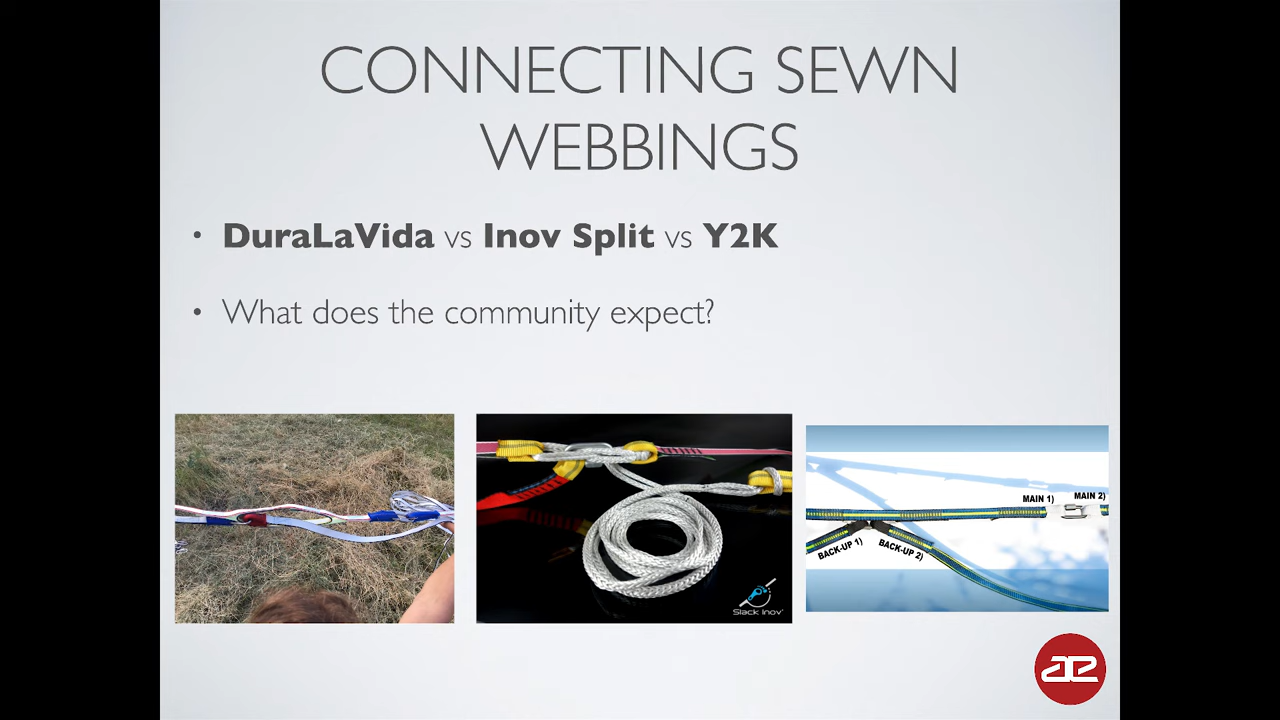 CONNECTING SEWN
WEBBINGS
• DuraLaVida vs Inov Split vs Y2K
• What does the community expect?
MAIN 1)
MAIN 2)
BACK-UP 1)
BACK-UP 2)
Slack Inov'